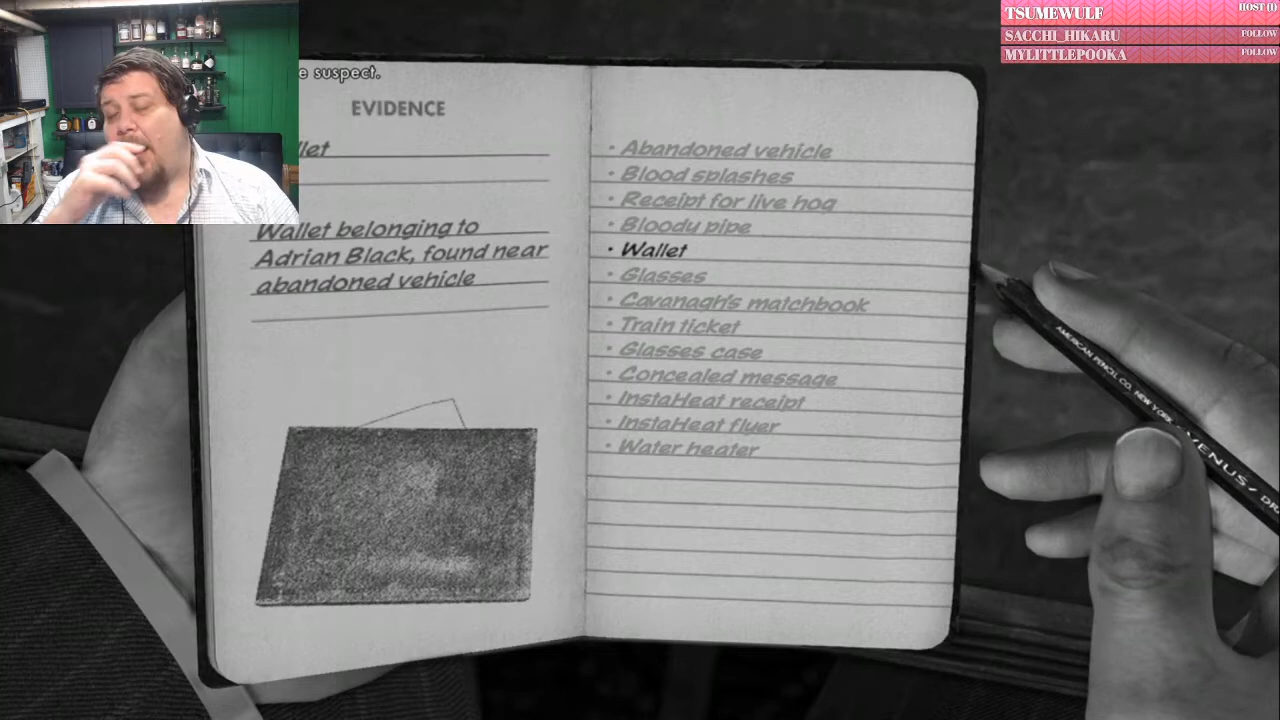 TSUMEWULF HOST (1)
SACCHI_HIKARU FOLLOW
MYLITTLEPOOKA FOLLOW
suspect.
EVIDENCE
Wallet belonging to
Adrian Black, found near
abandoned vehicle
• Abandoned vehicle
• Blood splashes
• Receipt for live hog
• Bloody pipe
• Wallet
• Glasses
• Cavanagh's matchbook
• Train ticket
• Glasses case
• Concealed message
• InstaHeat receipt
• InstaHeat flyer
• Water heater
AMERICAN PENCIL CO. NEW YORK
VENUS